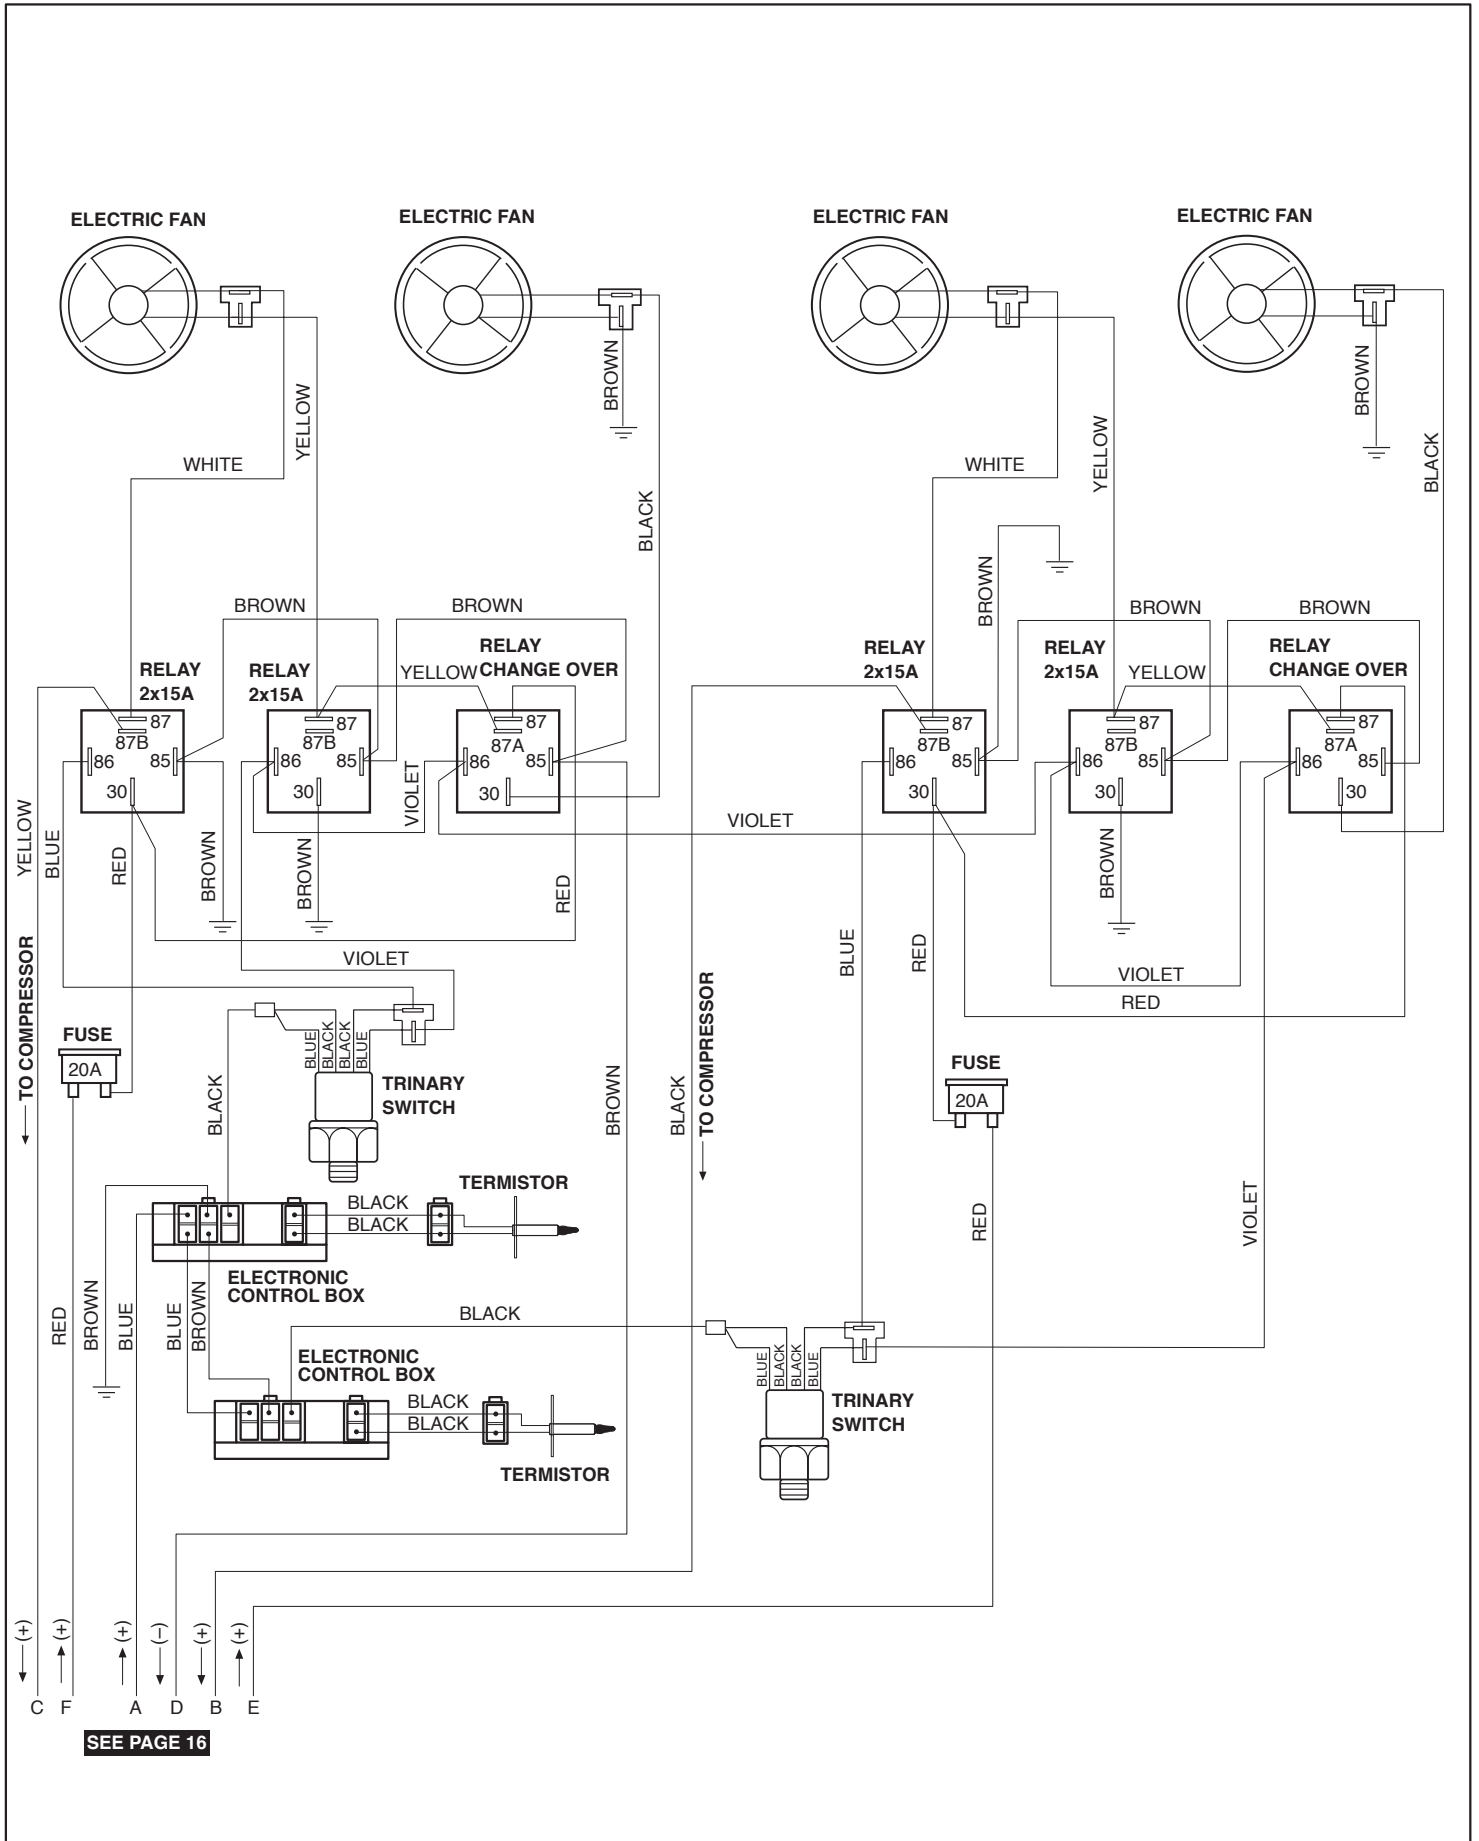 ELECTRIC FAN
ELECTRIC FAN
ELECTRIC FAN
ELECTRIC FAN
BROWN
BROWN
YELLOW
YELLOW
WHITE
WHITE
BLACK
BLACK
BROWN
BROWN
BROWN
BROWN
BROWN
RELAY
2x15A
RELAY
2x15A
YELLOW
RELAY
CHANGE OVER
RELAY
2x15A
RELAY
2x15A
YELLOW
RELAY
CHANGE OVER
87
87B
86
85
30
87
87B
86
85
30
87
87A
86
85
30
87
87B
86
85
30
87
87B
86
85
30
87
87A
86
85
30
VIOLET
VIOLET
YELLOW
BLUE
RED
BROWN
BROWN
RED
BROWN
BLUE
RED
VIOLET
VIOLET
RED
TO COMPRESSOR
TO COMPRESSOR
FUSE
20A
BLUE
BLACK
BLACK
BLUE
TRINARY
SWITCH
BLACK
BROWN
BLACK
FUSE
20A
TERMISTOR
BLACK
BLACK
RED
VIOLET
ELECTRONIC
CONTROL BOX
RED
BROWN
BLUE
BLUE
BROWN
BLACK
ELECTRONIC
CONTROL BOX
BLUE
BLACK
BLACK
BLUE
BLACK
BLACK
TRINARY
SWITCH
TERMISTOR
(+)
(+)
(+)
(–)
(+)
(+)
C F A D B E
SEE PAGE 16